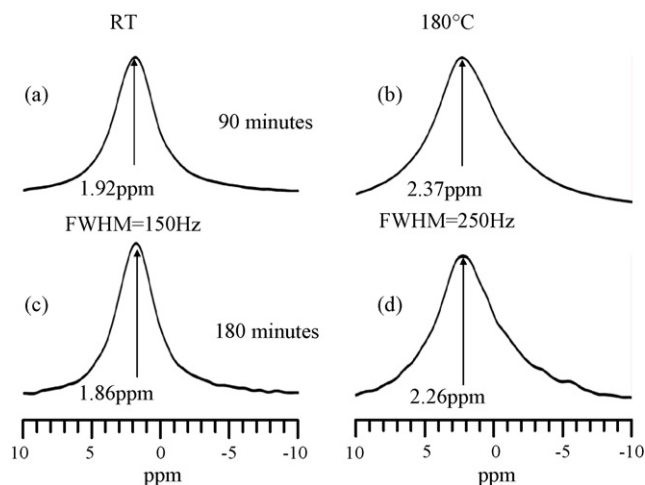 RT 180°C
(a) (b)
90 minutes
1.92ppm 2.37ppm
FWHM=150Hz FWHM=250Hz
(c) (d)
180 minutes
1.86ppm 2.26ppm
10 5 0 -5 -10 10 5 0 -5 -10
ppm ppm